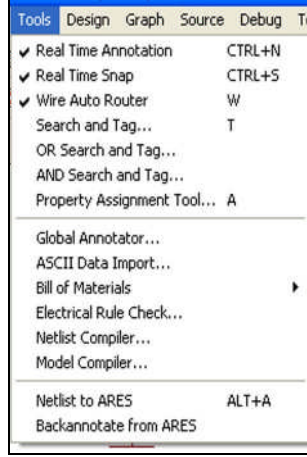 Tools Design Graph Source Debug
Real Time Annotation CTRL+N
Real Time Snap CTRL+S
Wire Auto Router W
Search and Tag... T
OR Search and Tag...
AND Search and Tag...
Property Assignment Tool... A
Global Annotator...
ASCII Data Import...
Bill of Materials
Electrical Rule Check...
Netlist Compiler...
Model Compiler...
Netlist to ARES ALT+A
Backannotate from ARES